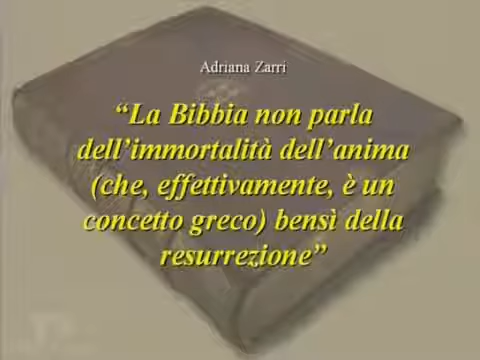 Adriana Zarri
“La Bibbia non parla
dell’immortalità dell’anima
(che, effettivamente, è un
concetto greco) bensì della
resurrezione”